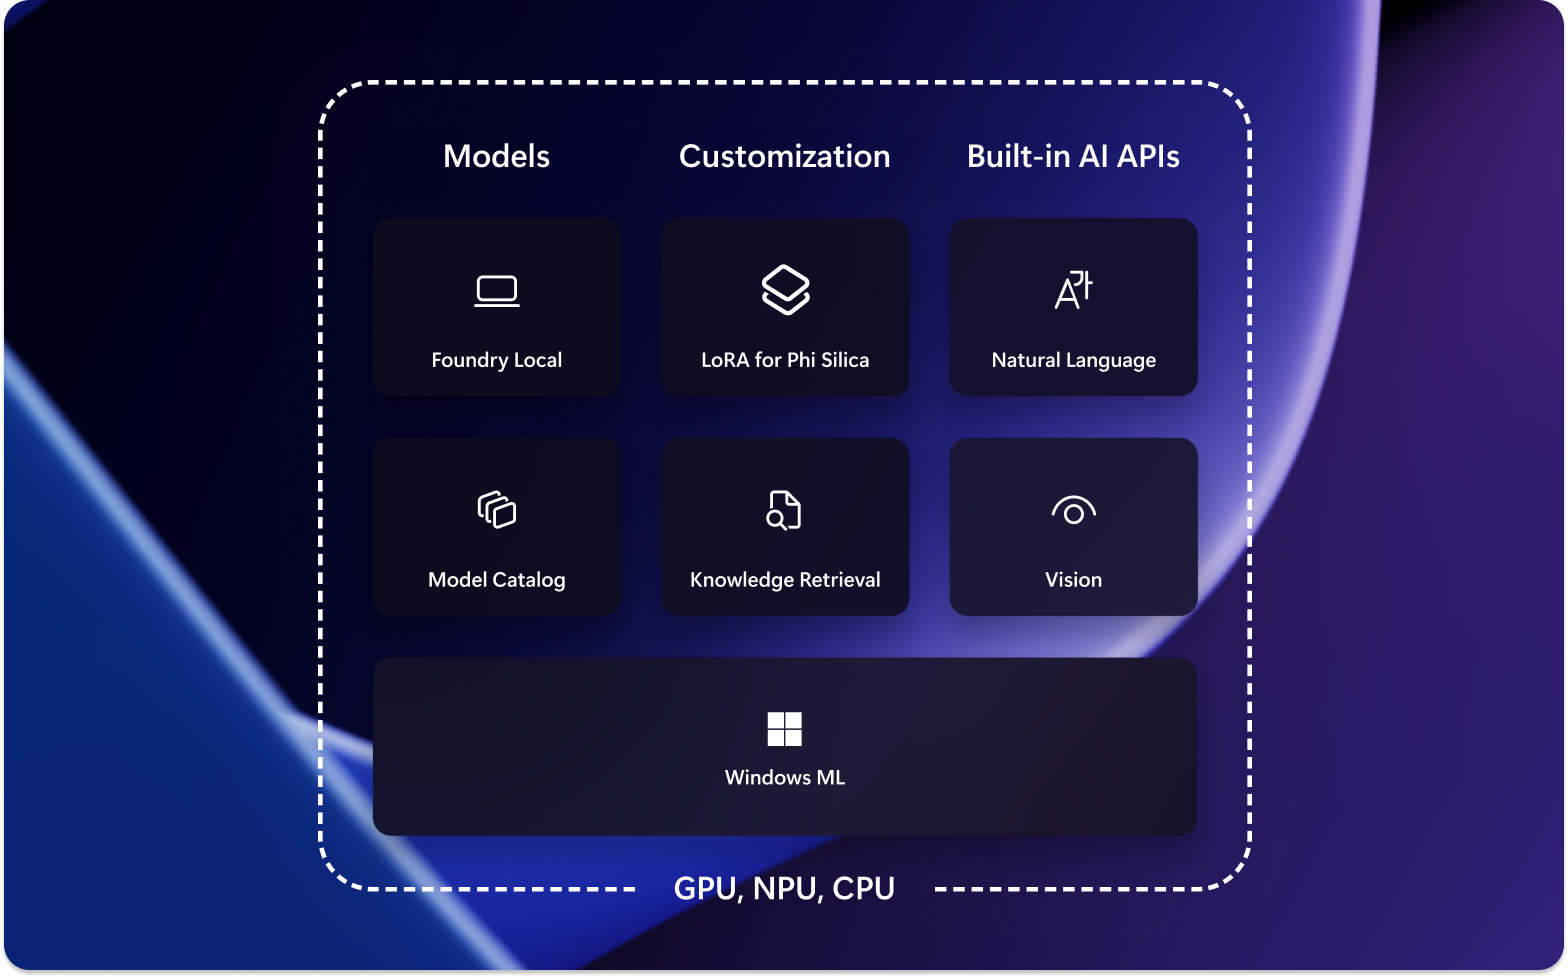 Models
Customization
Built-in AI APIs
Foundry Local
LoRA for Phi Silica
Natural Language
Model Catalog
Knowledge Retrieval
Vision
Windows ML
GPU, NPU, CPU